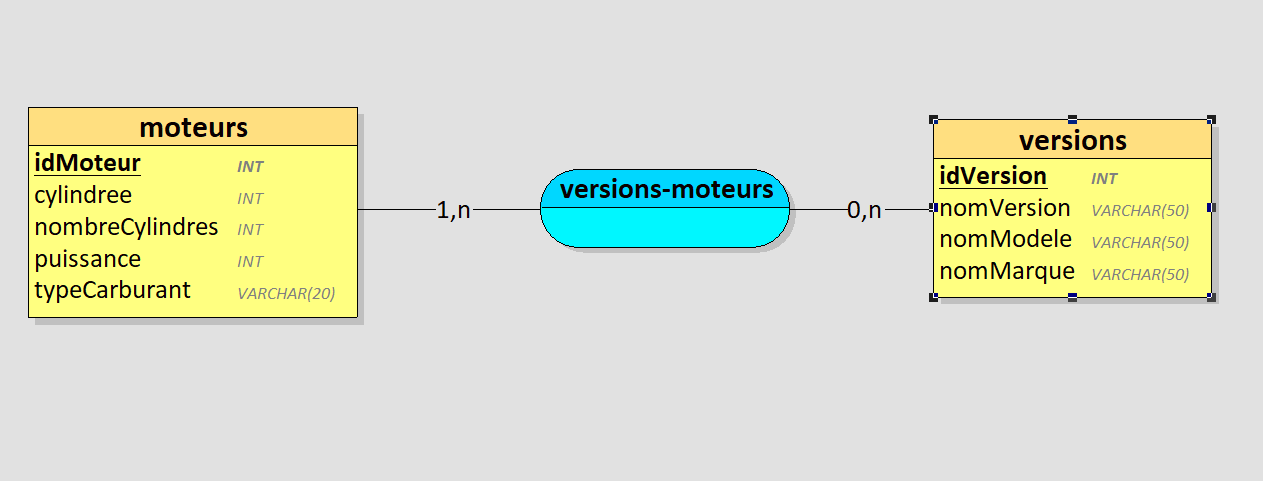 moteurs
idMoteur INT
cylindree INT
nombreCylindres INT
puissance INT
typeCarburant VARCHAR(20)
1,n
versions-moteurs
0,n
versions
idVersion INT
nomVersion VARCHAR(50)
nomModele VARCHAR(50)
nomMarque VARCHAR(50)